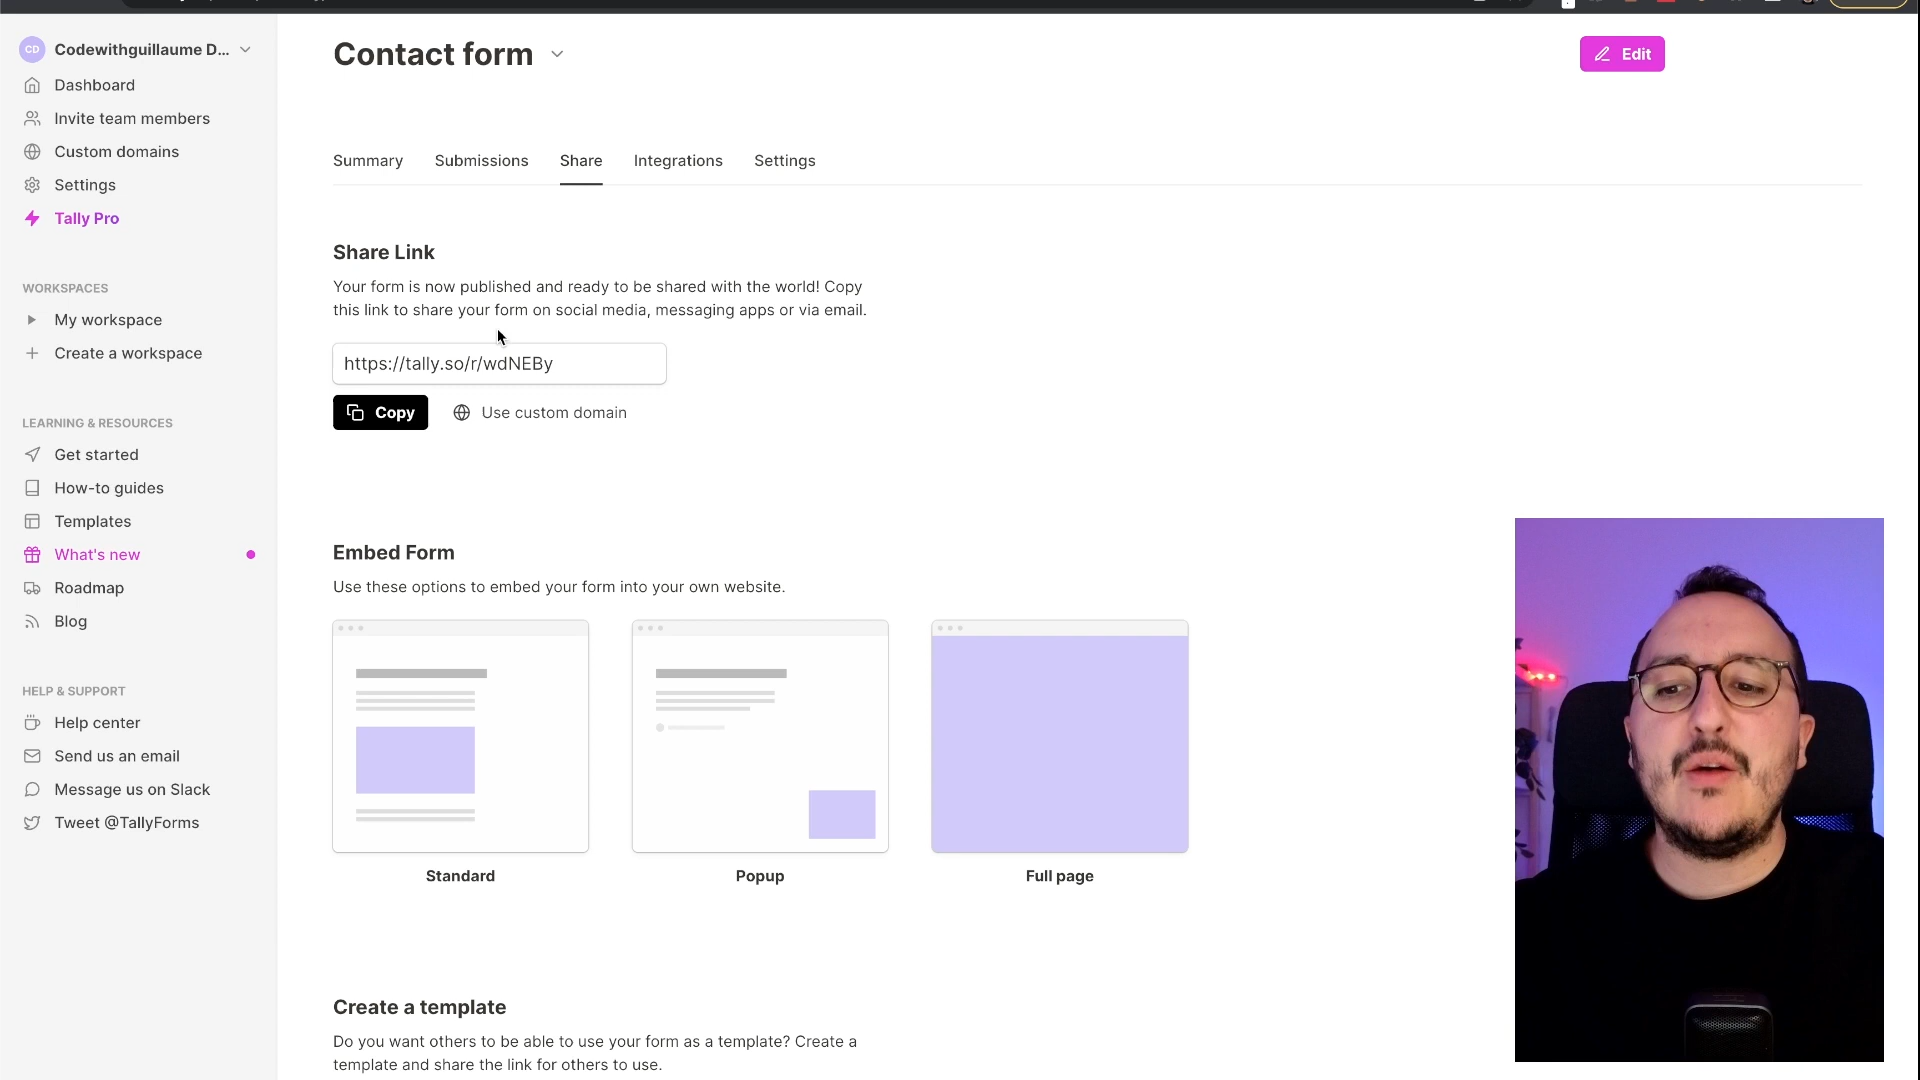 CD Codewithguillaume D...
Dashboard
Invite team members
Custom domains
Settings
Tally Pro
WORKSPACES
My workspace
Create a workspace
LEARNING & RESOURCES
Get started
How-to guides
Templates
What's new
Roadmap
Blog
HELP & SUPPORT
Help center
Send us an email
Message us on Slack
Tweet @TallyForms
Contact form
Edit
Summary Submissions Share Integrations Settings
Share Link
Your form is now published and ready to be shared with the world! Copy
this link to share your form on social media, messaging apps or via email.
https://tally.so/r/wdNEBy
Copy Use custom domain
Embed Form
Use these options to embed your form into your own website.
Standard Popup Full page
Create a template
Do you want others to be able to use your form as a template? Create a
template and share the link for others to use.